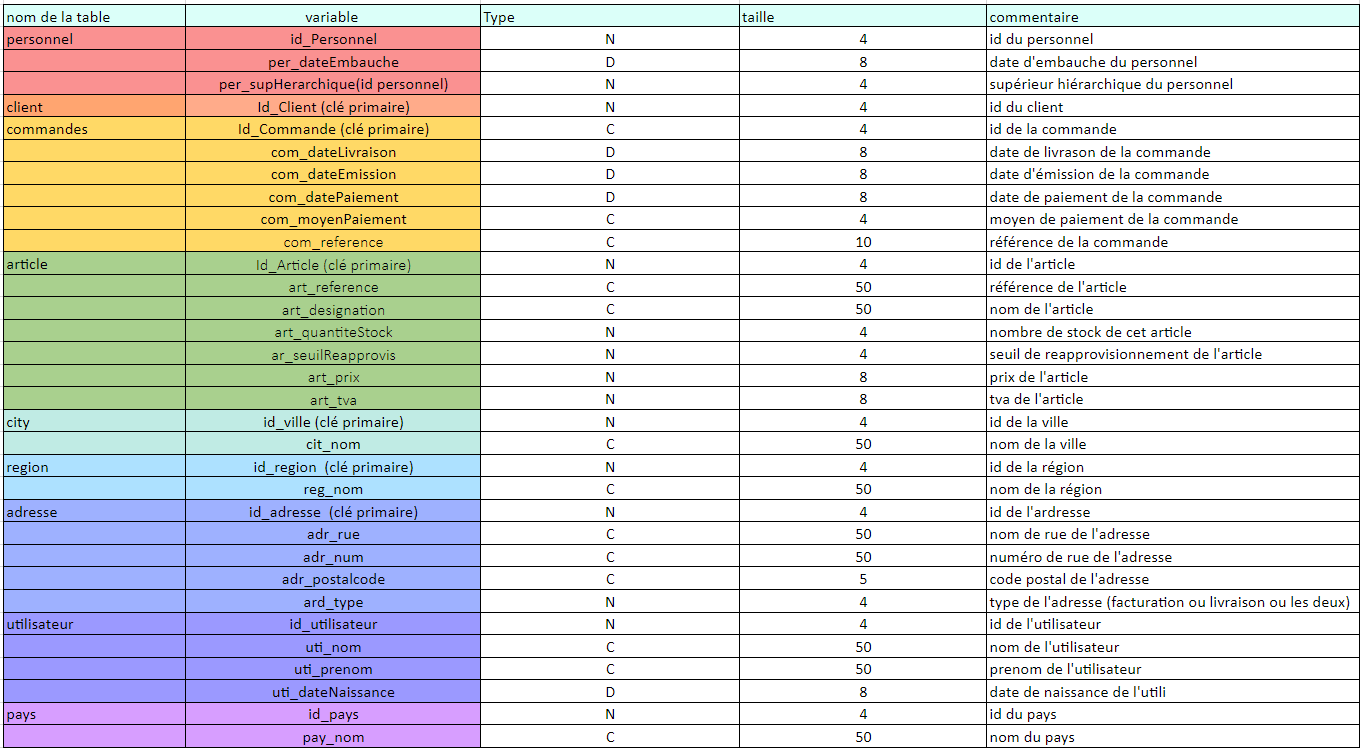 nom de la table variable Type taille commentaire
personnel id_Personnel N 4 id du personnel
per_dateEmbauche D 8 date d'embauche du personnel
per_supHerarchique(id personnel) N 4 supérieur hiérarchique du personnel
client Id_Client (clé primaire) N 4 id du client
commandes Id_Commande (clé primaire) C 4 id de la commande
com_dateLivraison D 8 date de livrason de la commande
com_dateEmission D 8 date d'émission de la commande
com_datePaiement D 8 date de paiement de la commande
com_moyenPaiement C 4 moyen de paiement de la commande
com_reference C 10 référence de la commande
article Id_Article (clé primaire) N 4 id de l'article
art_reference C 50 référence de l'article
art_designation C 50 nom de l'article
art_quantiteStock N 4 nombre de stock de cet article
ar_seuilReapprovis N 4 seuil de reapprovisionnement de l'article
art_prix N 8 prix de l'article
art_tva N 8 tva de l'article
city id_ville (clé primaire) N 4 id de la ville
cit_nom C 50 nom de la ville
region id_region (clé primaire) N 4 id de la région
reg_nom C 50 nom de la région
adresse id_adresse (clé primaire) N 4 id de l'ardresse
adr_rue C 50 nom de rue de l'adresse
adr_num C 50 numéro de rue de l'adresse
adr_postalcode C 5 code postal de l'adresse
ard_type N 4 type de l'adresse (facturation ou livraison ou les deux)
utilisateur id_utilisateur N 4 id de l'utilisateur
uti_nom C 50 nom de l'utilisateur
uti_prenom C 50 prenom de l'utilisateur
uti_dateNaissance D 8 date de naissance de l'utili
pays id_pays N 4 id du pays
pay_nom C 50 nom du pays